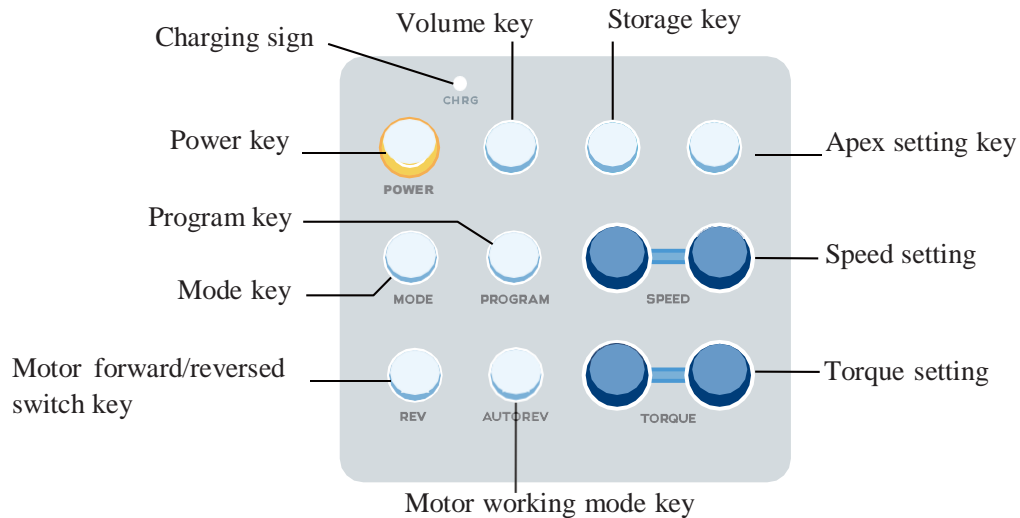 Volume key
Storage key
Charging sign
CHRG
Power key
Apex setting key
POWER
Program key
Speed setting
Mode key
MODE
PROGRAM
SPEED
Motor forward/reversed
switch key
Torque setting
REV
AUTOREV
TORQUE
Motor working mode key